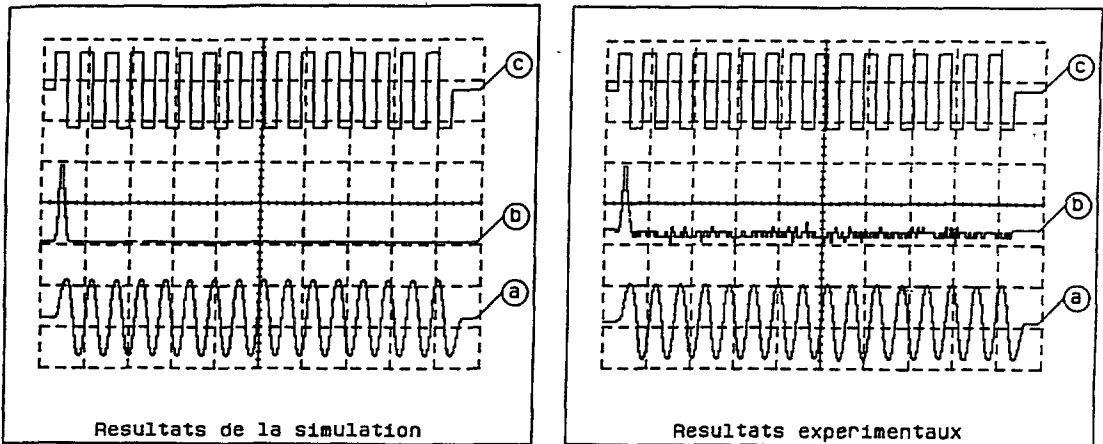 c
b
a
Resultats de la simulation
c
b
a
Resultats experimentaux